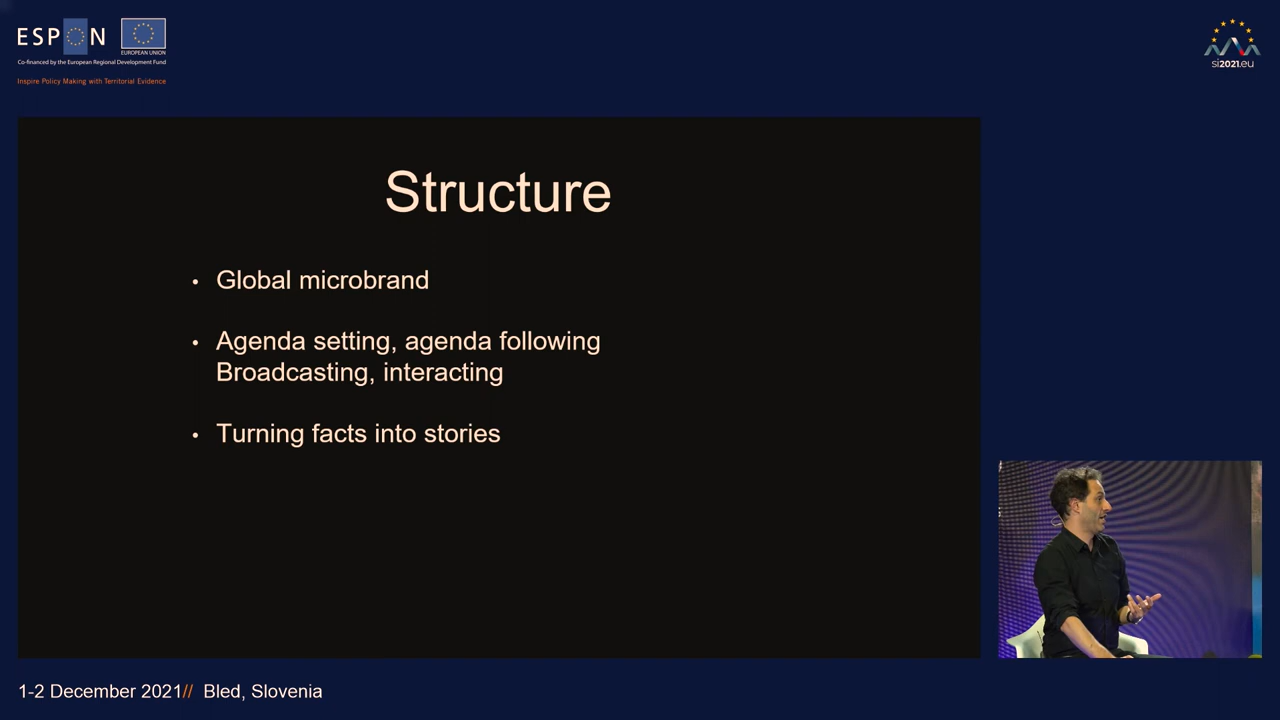 ESPON
EUROPEAN UNION
Co-financed by the European Regional Development Fund
Inspire Policy Making with Territorial Evidence
si2021.eu
Structure
• Global microbrand
• Agenda setting, agenda following
Broadcasting, interacting
• Turning facts into stories
1-2 December 2021// Bled, Slovenia